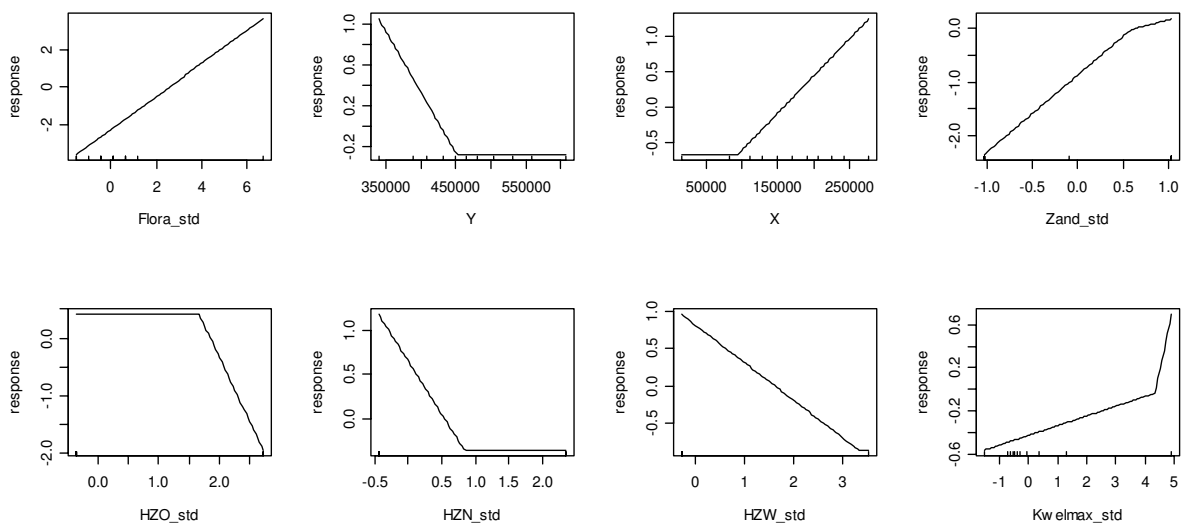 response
-2 0 2
0 2 4 6
Flora_std
response
-0.2 0.2 0.6 1.0
350000 450000 550000
Y
response
-0.5 0.0 0.5 1.0
50000 150000 250000
X
response
-2.0 -1.0 0.0
-1.0 -0.5 0.0 0.5 1.0
Zand_std
response
-2.0 -1.0 0.0
0.0 1.0 2.0
HZO_std
response
0.0 0.5 1.0
-0.5 0.5 1.0 2.0
HZN_std
response
-0.5 0.0 0.5 1.0
0 1 2 3
HZW_std
response
-0.6 -0.2 0.2 0.6
-1 0 1 2 3 4 5
Kwelmax_std